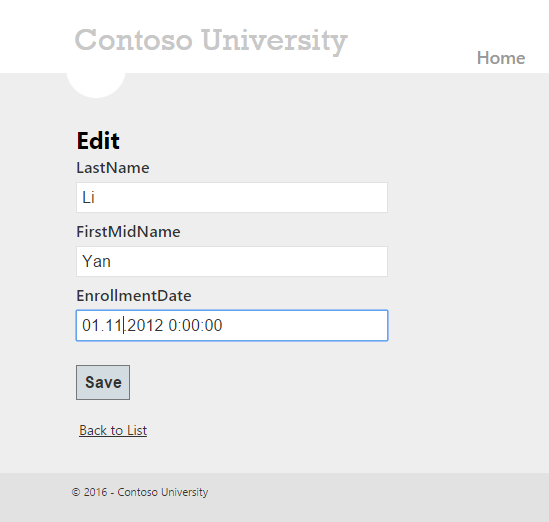 Contoso University
Home
Edit
LastName
Li
FirstMidName
Yan
EnrollmentDate
01.11.2012 0:00:00
Save
Back to List
© 2016 - Contoso University